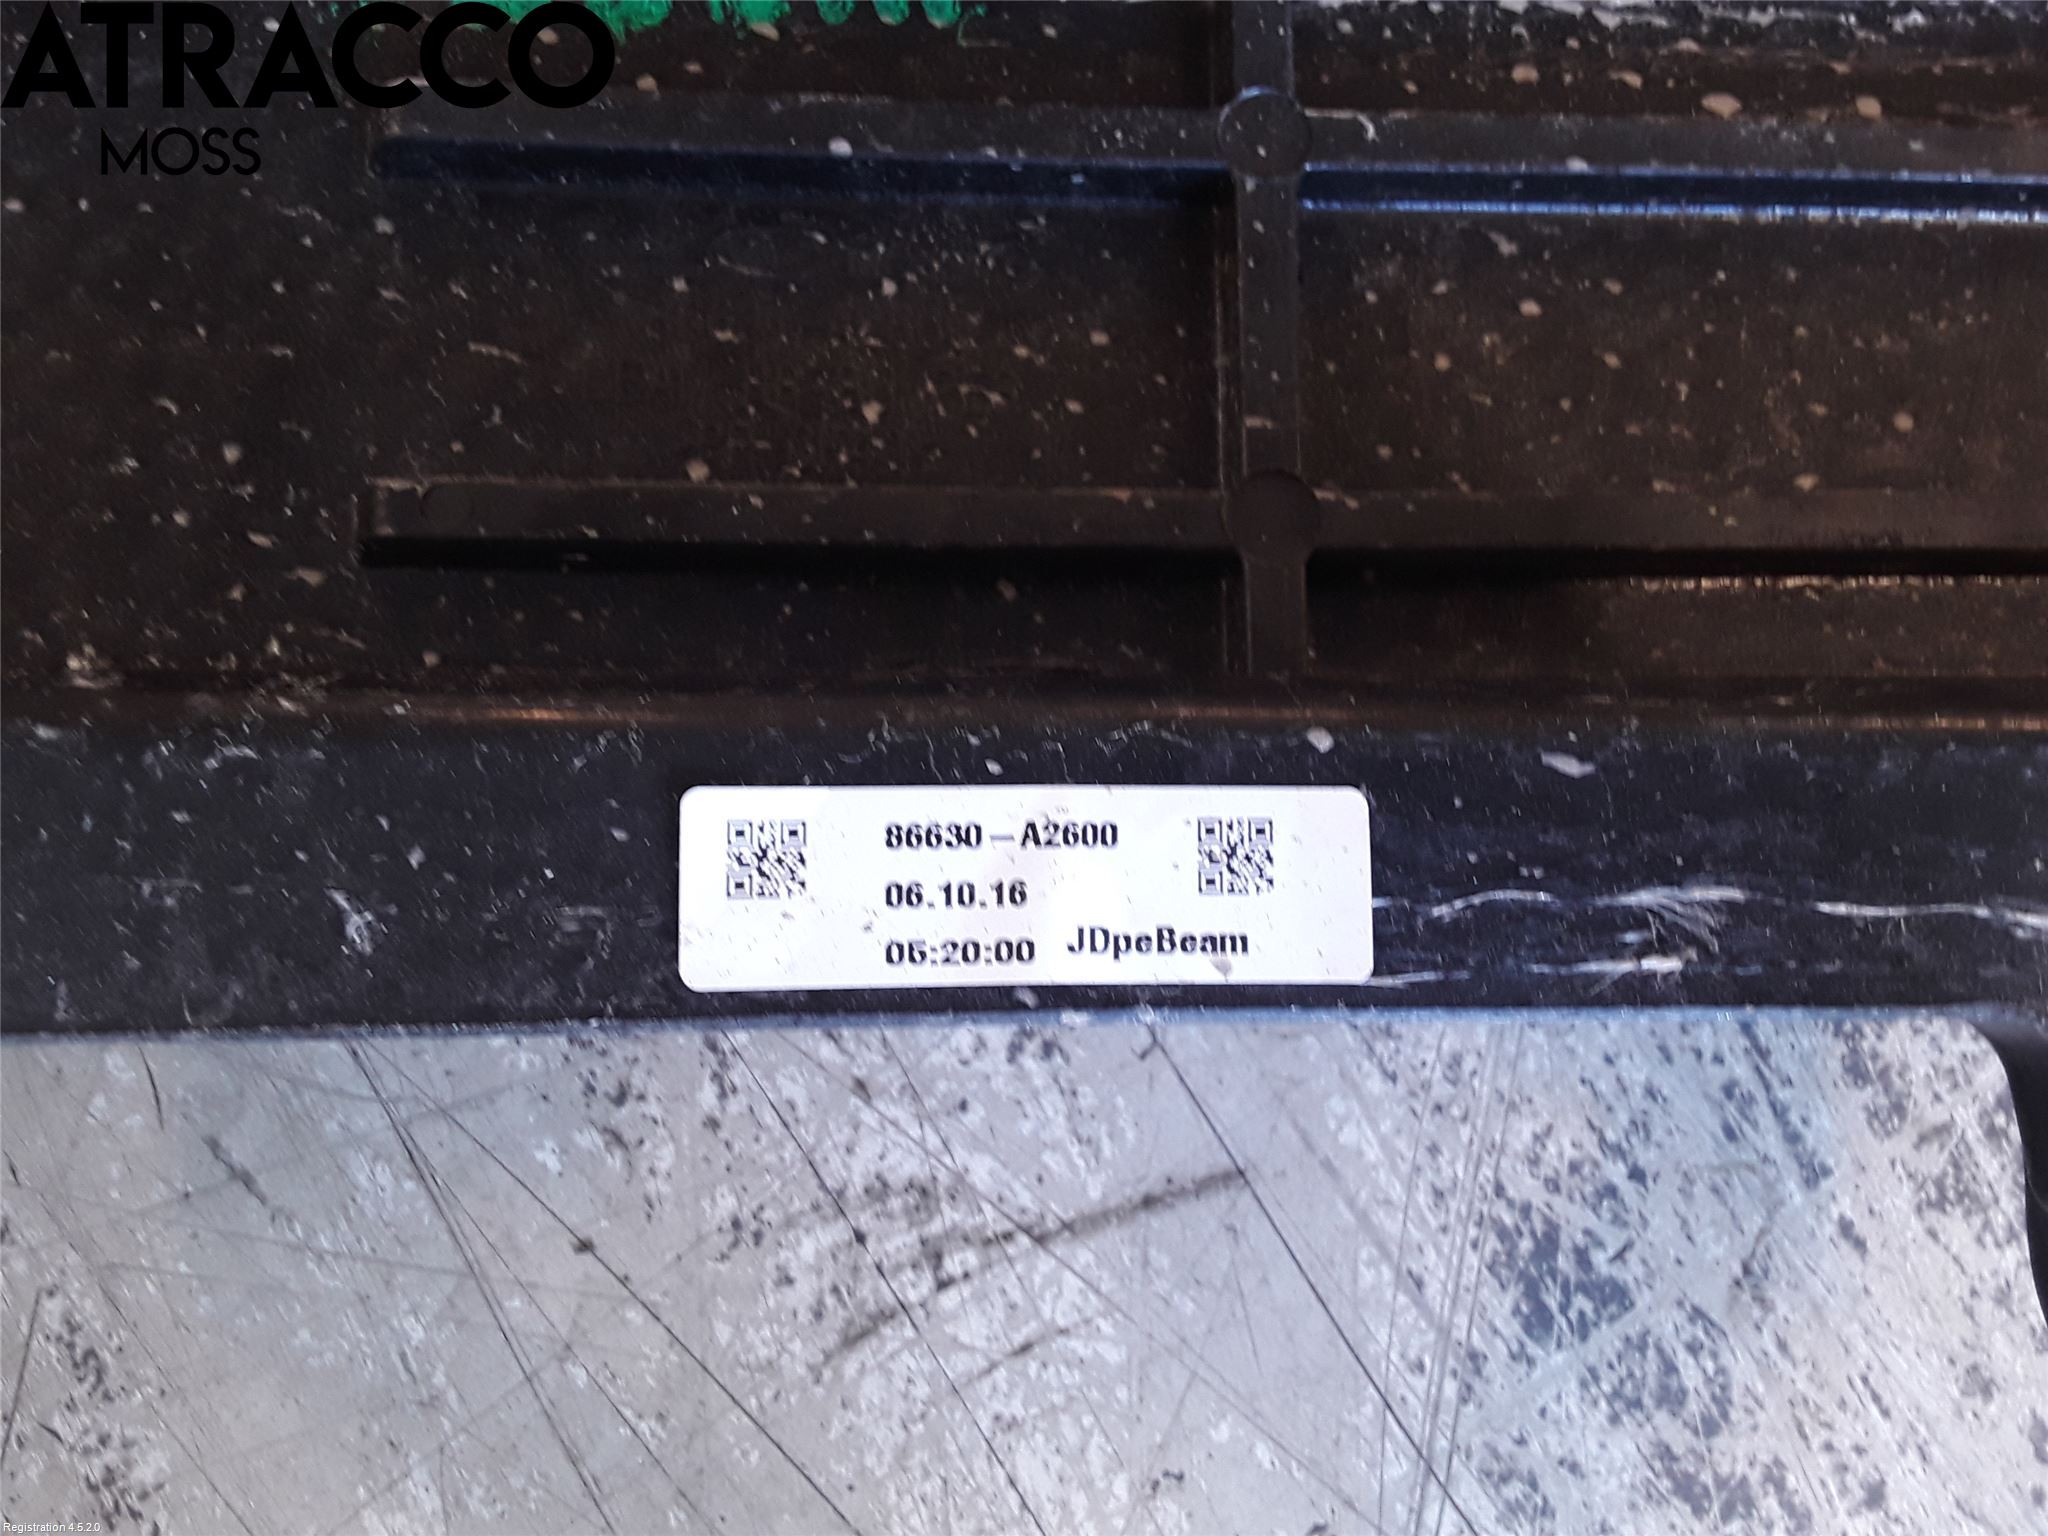 ATRACCO
MOSS
86630-A2600
06.10.16
05:20:00 JDpeBeam
Registration 4.5.2.0